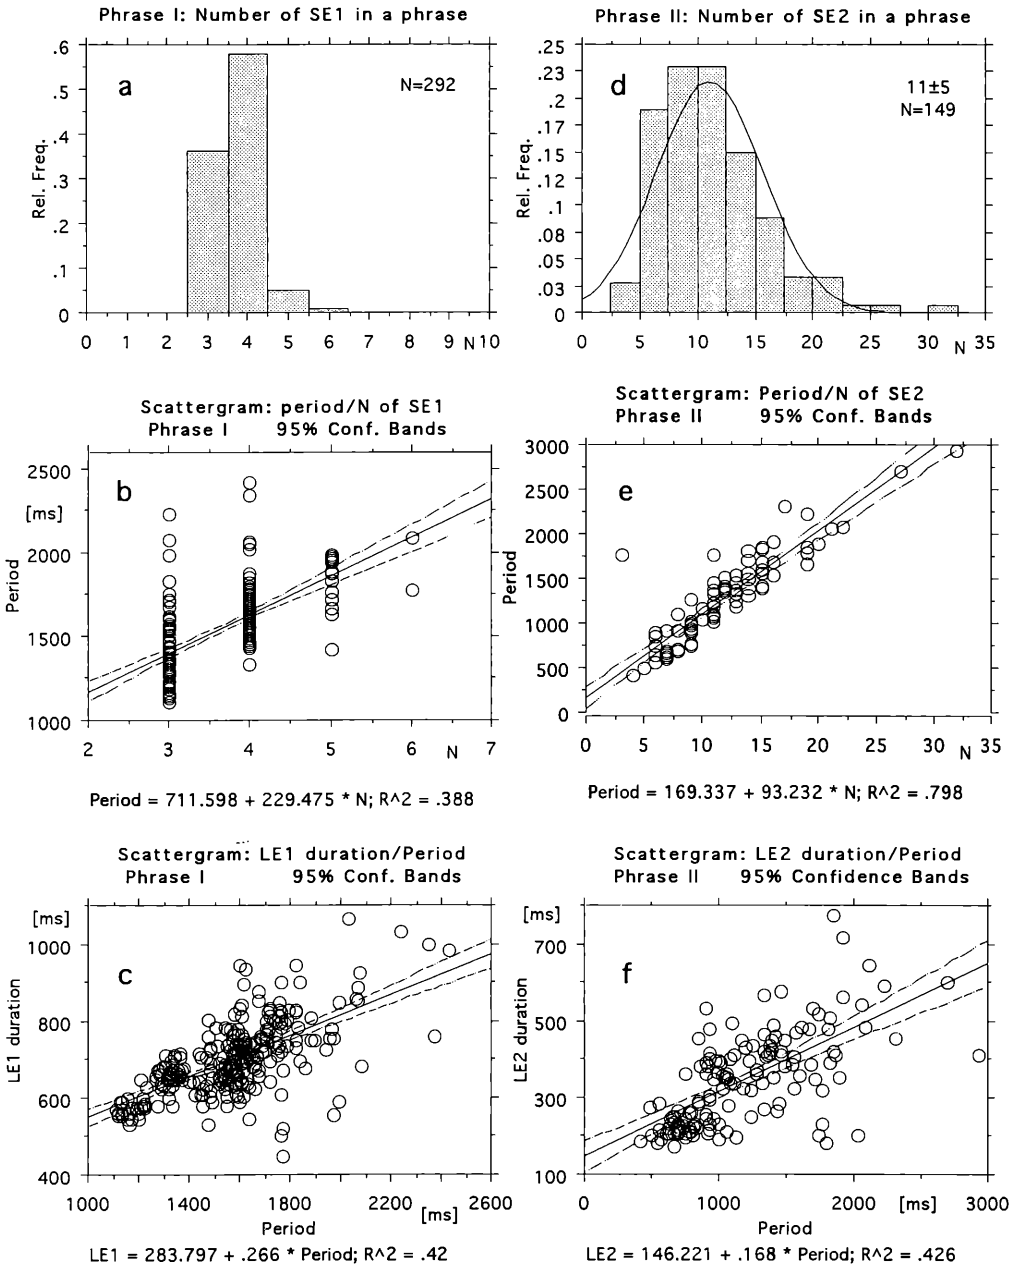 Phrase I: Number of SE1 in a phrase
.6
.5
.4
.3
.2
.1
0
Rel. Freq.
a
N=292
0 1 2 3 4 5 6 7 8 9 N 10
Phrase II: Number of SE2 in a phrase
.25
.23
.2
.17
.15
.12
.1
.08
.05
.03
0
Rel. Freq.
d
11±5
N=149
0 5 10 15 20 25 N 35
Scattergram: period/N of SE1
Phrase I 95% Conf. Bands
2500
[ms]
2000
1500
1000
Period
b
2 3 4 5 6 N 7
Period = 711.598 + 229.475 * N; R^2 = .388
Scattergram: Period/N of SE2
Phrase II 95% Conf. Bands
3000
2500
2000
1500
1000
500
0
Period
e
0 5 10 15 20 25 30 N 35
Period = 169.337 + 93.232 * N; R^2 = .798
Scattergram: LE1 duration/Period
Phrase I 95% Conf. Bands
[ms]
1000
800
600
400
LE1 duration
c
1000 1400 1800 2200 [ms] 2600
Period
LE1 = 283.797 + .266 * Period; R^2 = .42
Scattergram: LE2 duration/Period
Phrase II 95% Confidence Bands
[ms]
700
500
300
100
LE2 duration
f
0 1000 2000 [ms] 3000
Period
LE2 = 146.221 + .168 * Period; R^2 = .426